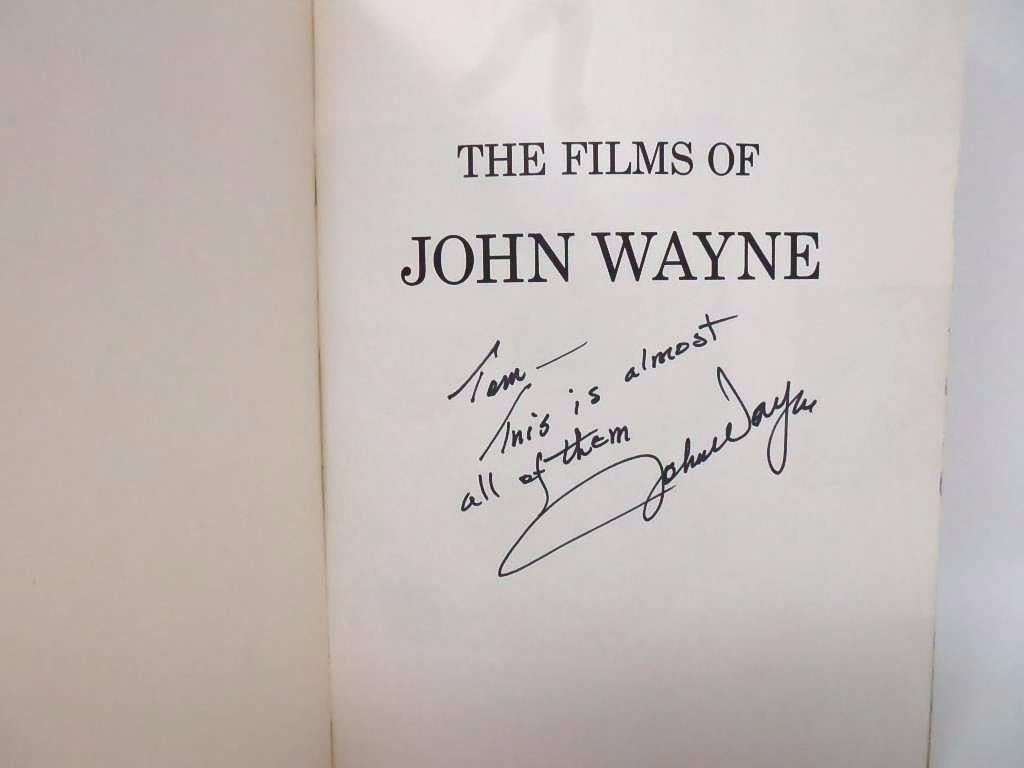 THE FILMS OF
JOHN WAYNE
Tom —
This is almost
all of them
John Wayne